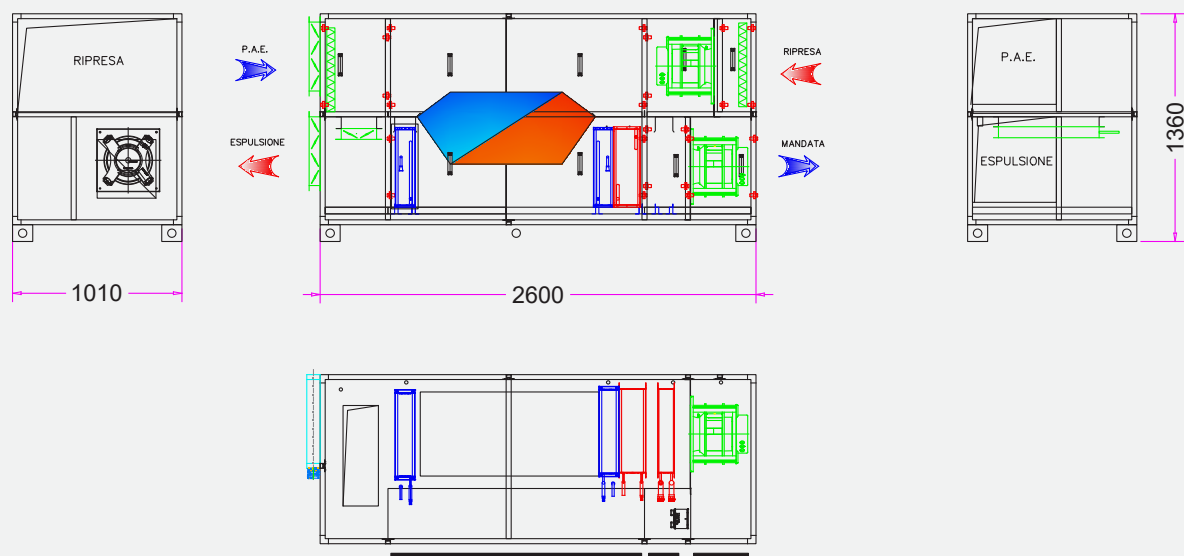 RIPRESA
P.A.E.
RIPRESA
P.A.E.
ESPULSIONE
MANDATA
ESPULSIONE
1360
1010
2600